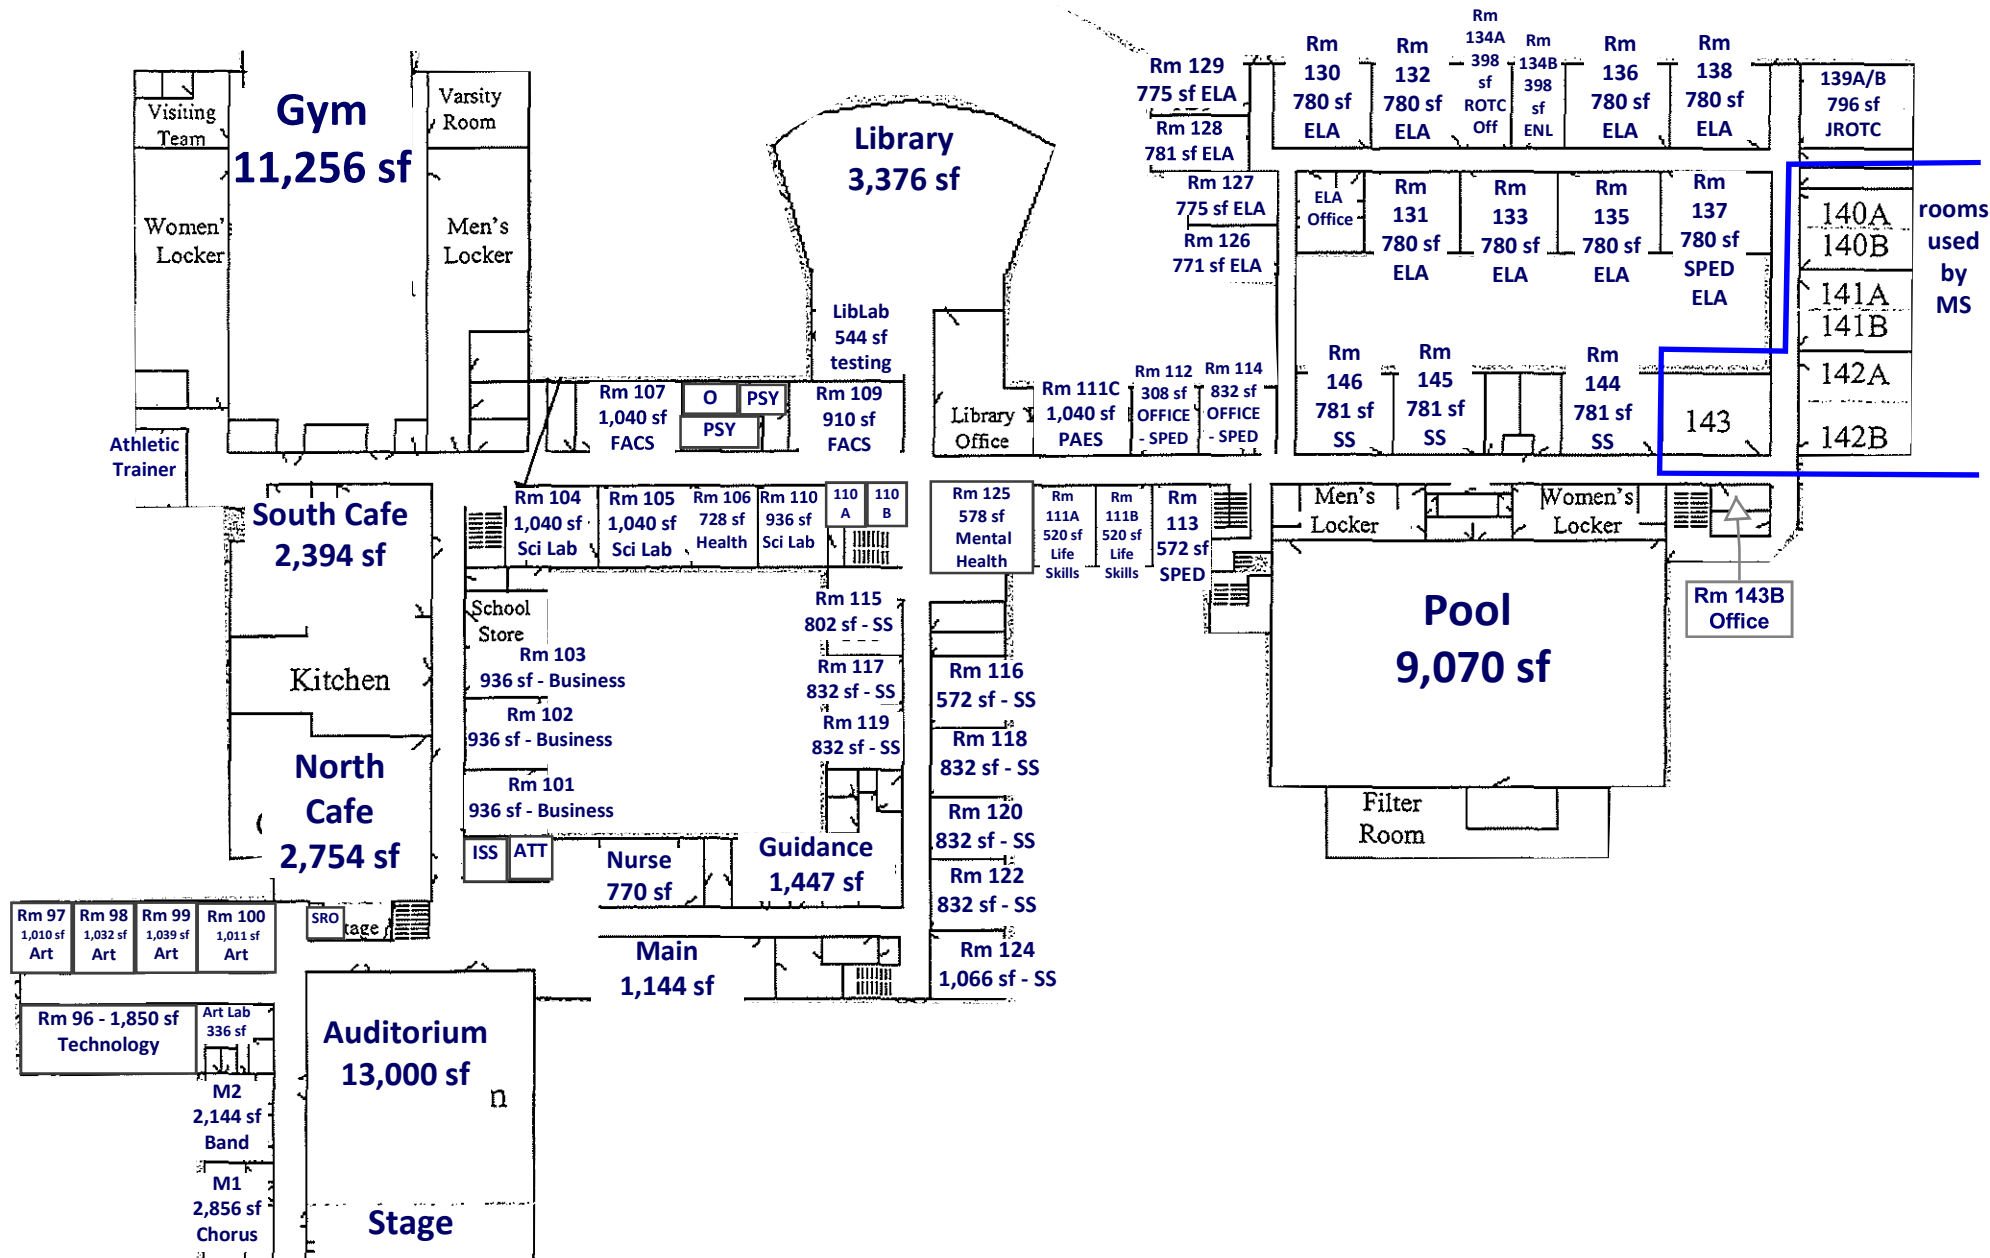 Visiting
Team
Gym
11,256 sf
Varsity
Room
Women'
Locker
Men's
Locker
Athletic
Trainer
Library
3,376 sf
LibLab
544 sf
testing
Library
Office
Rm 107
1,040 sf
FACS
O
PSY
PSY
Rm 109
910 sf
FACS
Rm 111C
1,040 sf
PAES
Rm 112
308 sf
OFFICE
- SPED
Rm 114
832 sf
OFFICE
- SPED
Rm 129
775 sf ELA
Rm 128
781 sf ELA
Rm 127
775 sf ELA
Rm 126
771 sf ELA
Rm
130
780 sf
ELA
Rm
132
780 sf
ELA
Rm
134A
398
sf
ROTC
Off
Rm
134B
398
sf
ENL
Rm
136
780 sf
ELA
Rm
138
780 sf
ELA
139A/B
796 sf
JROTC
ELA
Office
Rm
131
780 sf
ELA
Rm
133
780 sf
ELA
Rm
135
780 sf
ELA
Rm
137
780 sf
SPED
ELA
140A
140B
141A
141B
142A
142B
rooms
used
by
MS
Rm
146
781 sf
SS
Rm
145
781 sf
SS
Rm
144
781 sf
SS
143
South Cafe
2,394 sf
Kitchen
North
Cafe
2,754 sf
Rm 104
1,040 sf
Sci Lab
Rm 105
1,040 sf
Sci Lab
Rm 106
728 sf
Health
Rm 110
936 sf
Sci Lab
110
A
110
B
Rm 125
578 sf
Mental
Health
Rm
111A
520 sf
Life
Skills
Rm
111B
520 sf
Life
Skills
Rm
113
572 sf
SPED
Men's
Locker
Women's
Locker
Pool
9,070 sf
Rm 143B
Office
Filter
Room
School
Store
Rm 103
936 sf - Business
Rm 102
936 sf - Business
Rm 101
936 sf - Business
ISS
ATT
Rm 115
802 sf - SS
Rm 117
832 sf - SS
Rm 119
832 sf - SS
Rm 116
572 sf - SS
Rm 118
832 sf - SS
Rm 120
832 sf - SS
Rm 122
832 sf - SS
Rm 124
1,066 sf - SS
Nurse
770 sf
Guidance
1,447 sf
Main
1,144 sf
Rm 97
1,010 sf
Art
Rm 98
1,032 sf
Art
Rm 99
1,039 sf
Art
Rm 100
1,011 sf
Art
SRO
tage
Rm 96 - 1,850 sf
Technology
Art Lab
336 sf
M2
2,144 sf
Band
M1
2,856 sf
Chorus
Auditorium
13,000 sf
n
Stage